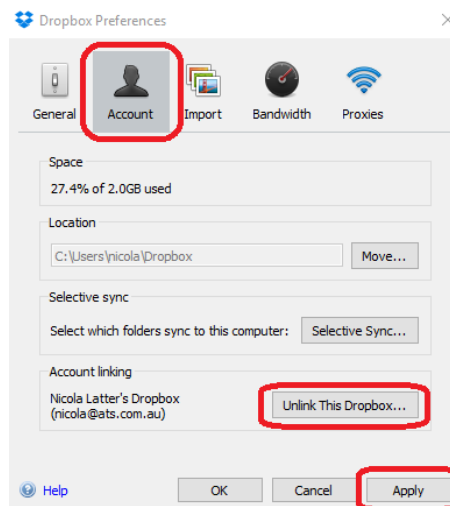 Dropbox Preferences
General Account Import Bandwidth Proxies
Space
27.4% of 2.0GB used
Location
C:\Users\nicola\Dropbox Move...
Selective sync
Select which folders sync to this computer: Selective Sync...
Account linking
Nicola Latter's Dropbox
(nicola@ats.com.au) Unlink This Dropbox...
Help OK Cancel Apply